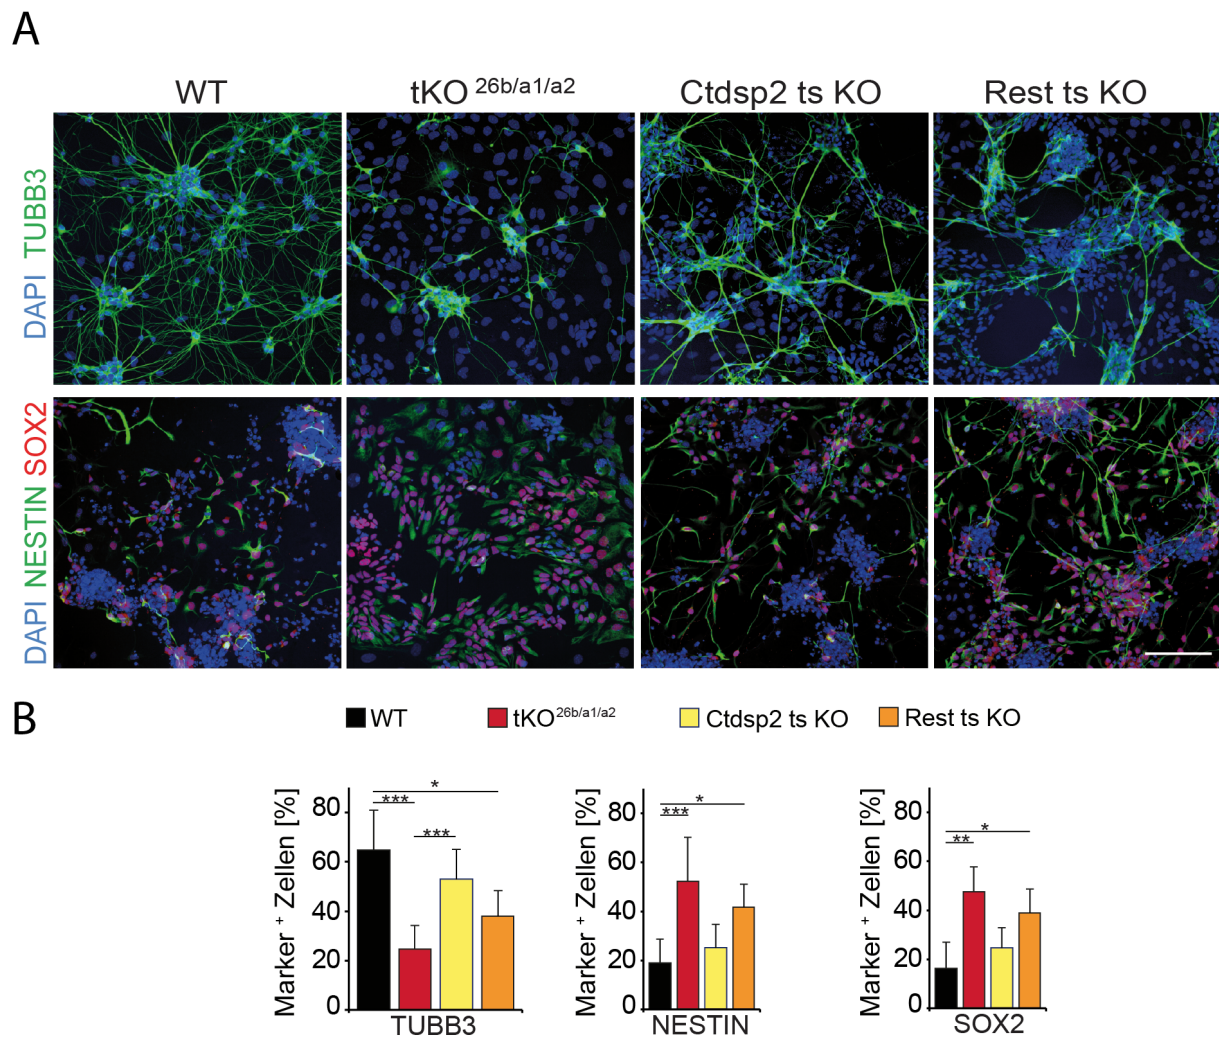 A
WT
tKO 26b/a1/a2
Ctdsp2 ts KO
Rest ts KO
DAPI TUBB3
DAPI NESTIN SOX2
B
WT
tKO26b/a1/a2
Ctdsp2 ts KO
Rest ts KO
Marker + Zellen [%]
80
60
40
20
0
*
***
***
TUBB3
Marker + Zellen [%]
80
60
40
20
0
*
***
NESTIN
Marker + Zellen [%]
80
60
40
20
0
*
**
SOX2